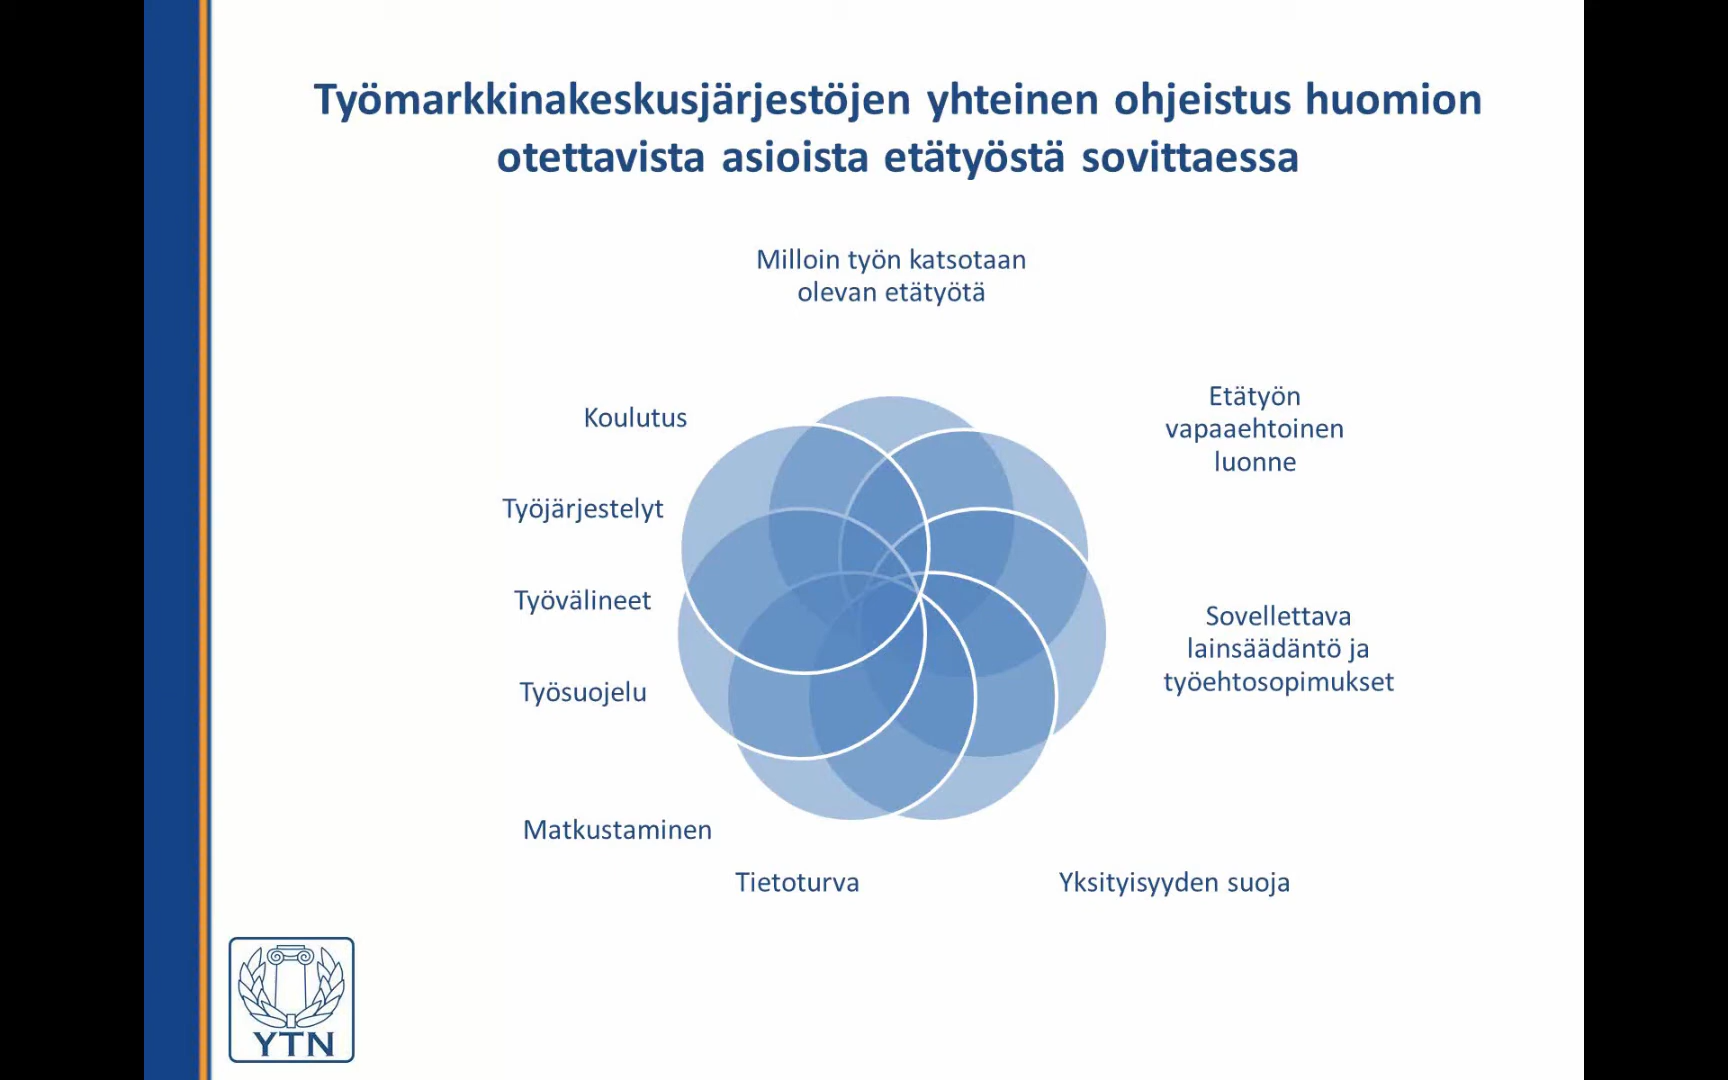 Työmarkkinakeskusjärjestöjen yhteinen ohjeistus huomion
otettavista asioista etätyöstä sovittaessa
Milloin työn katsotaan
olevan etätyötä
Etätyön
vapaaehtoinen
luonne
Sovellettava
lainsäädäntö ja
työehtosopimukset
Yksityisyyden suoja
Tietoturva
Matkustaminen
Työsuojelu
Työvälineet
Työjärjestelyt
Koulutus
YTN